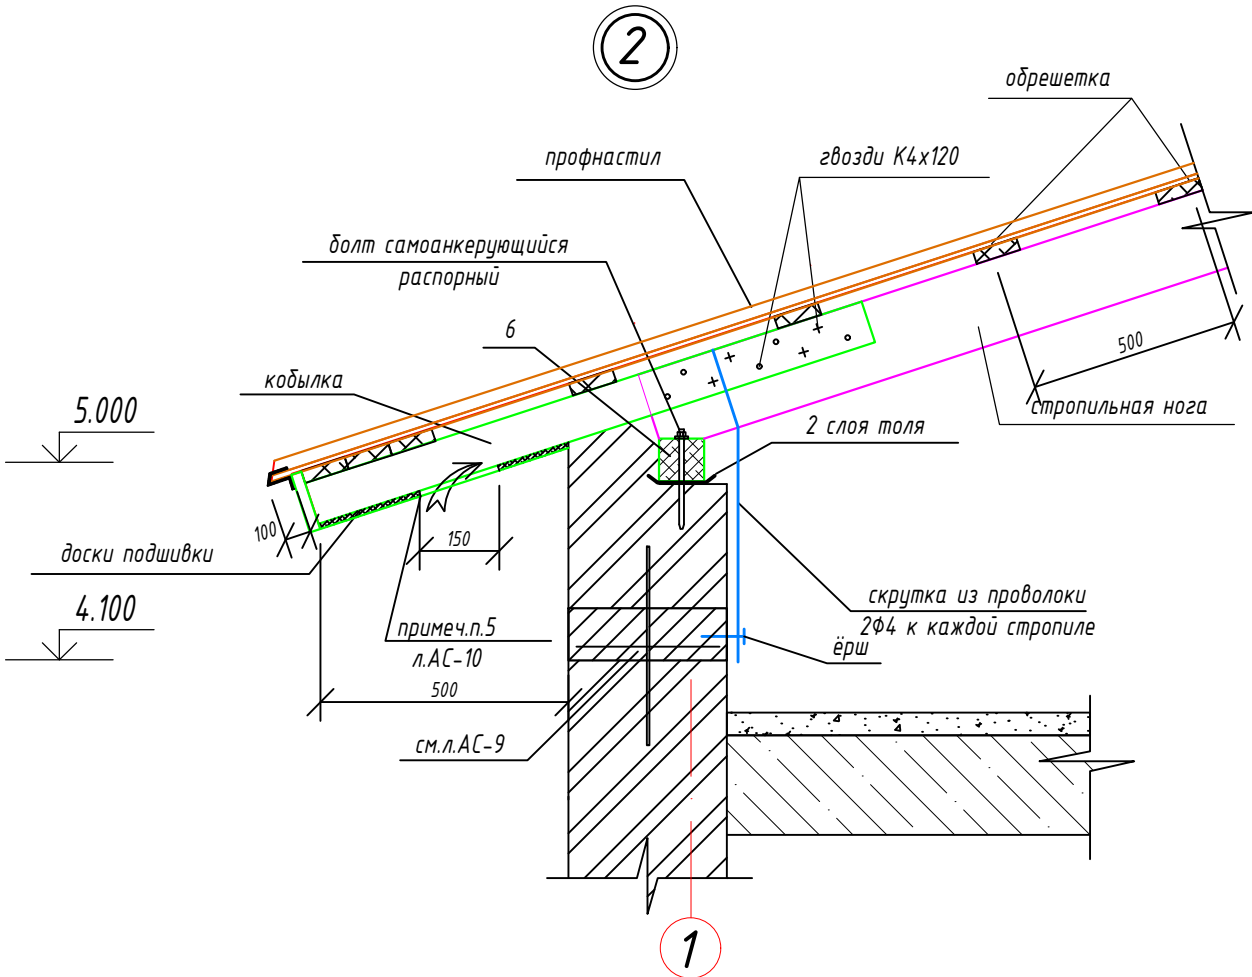 2
обрешетка
профнастил
гвозди К4х120
болт самоанкерующийся
распорный
6
500
кобылка
5.000
стропильная нога
2 слоя толя
100
150
доски подшивки
4.100
скрутка из проволоки
2Ф4 к каждой стропиле
примеч.п.5
л.АС-10
ёрш
500
см.л.АС-9
1